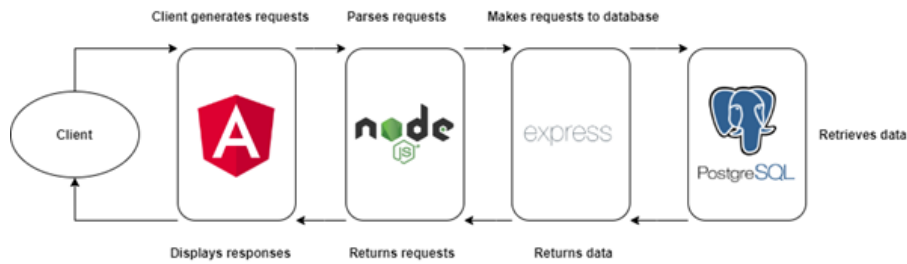 Client generates requests
Parses requests
Makes requests to database
Client
A
node
JS
express
PostgreSQL
Retrieves data
Displays responses
Returns requests
Returns data